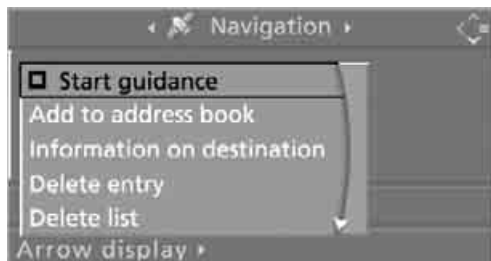 Navigation
Start guidance
Add to address book
Information on destination
Delete entry
Delete list
Arrow display